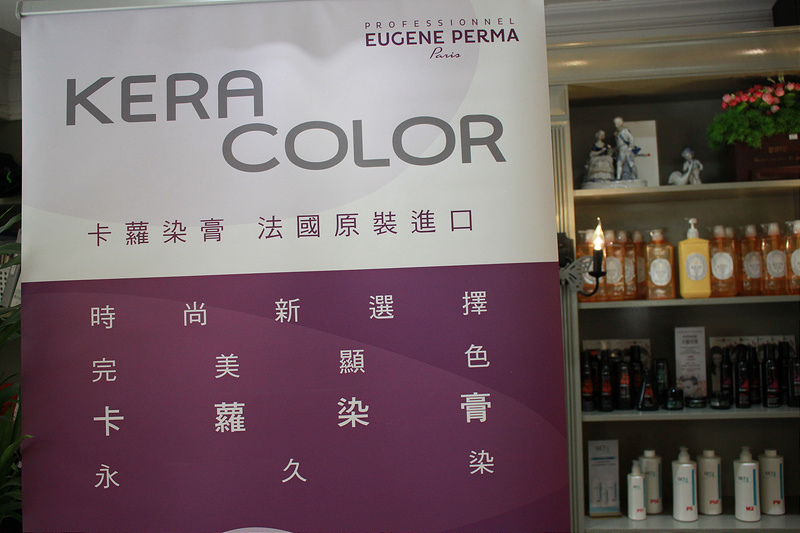 PROFESSIONNEL
EUGENE PERMA
Paris
KERA
COLOR
卡蘿染膏 法國原裝進口
時尚新選擇
完美顯色
卡蘿染膏
永久染